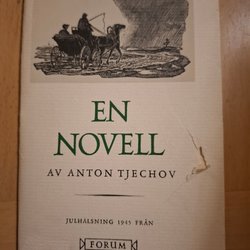 EN
NOVELL
AV ANTON TJECHOV
JULHÄLSNING 1945 FRÅN
FORUM